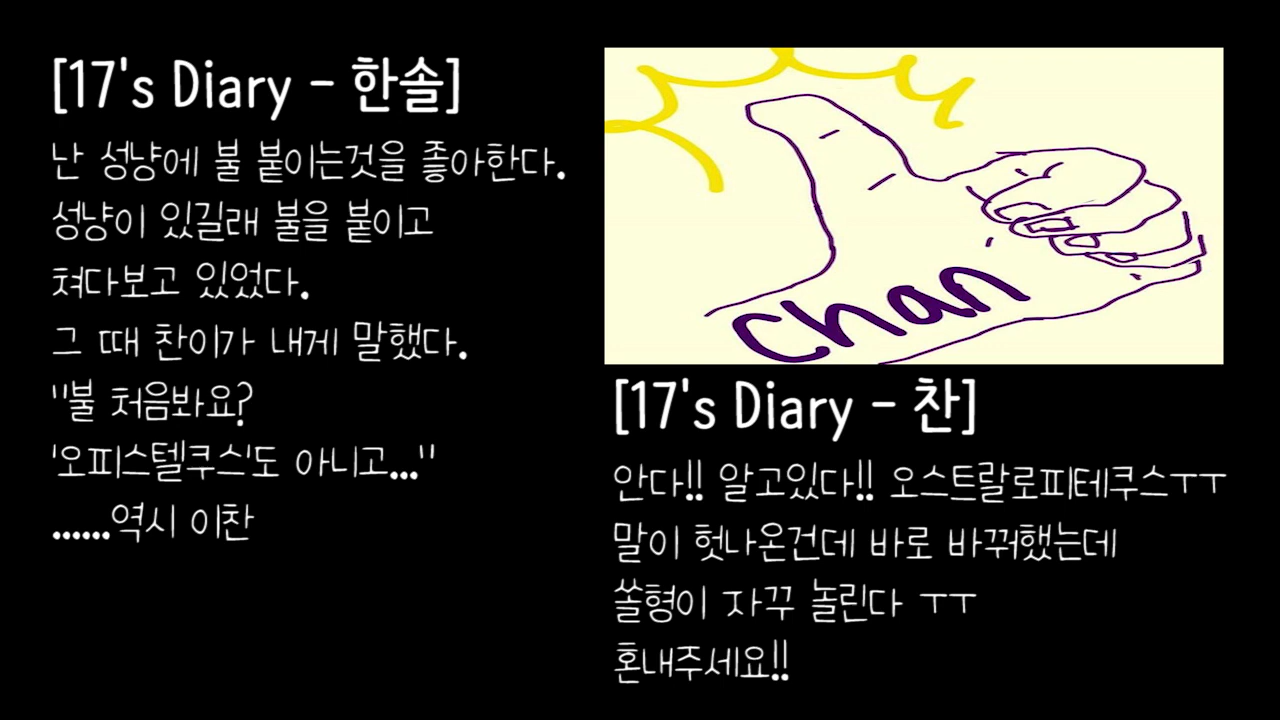 [17's Diary - 한솔]
난 성냥에 불 붙이는것을 좋아한다.
성냥이 있길래 불을 붙이고
쳐다보고 있었다.
그 때 찬이가 내게 말했다.
"불 처음봐요?
'오피스텔쿠스'도 아니고..."
......역시 이찬
chan
[17's Diary - 찬]
안다!! 알고있다!! 오스트랄로피테쿠스ㅜㅜ
말이 헛나온건데 바로 바꿔했는데
쏠형이 자꾸 놀린다 ㅜㅜ
혼내주세요!!